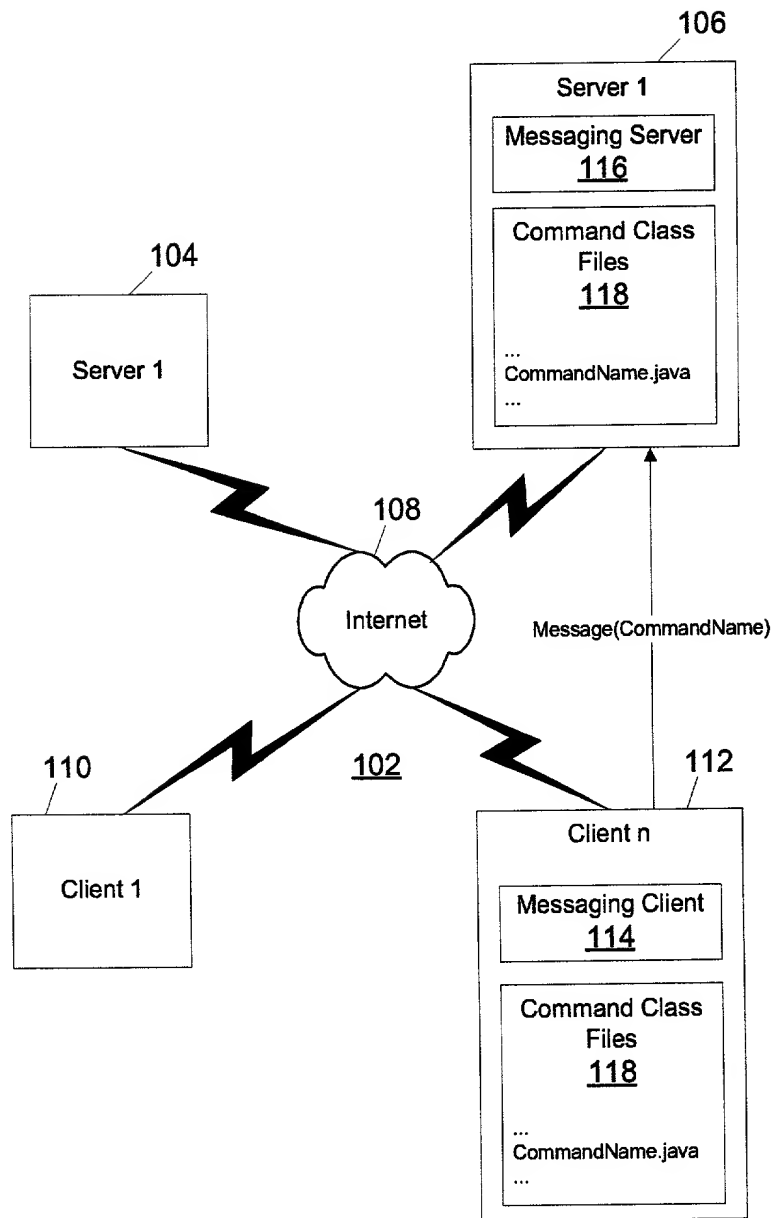 106
Server 1
Messaging Server
116
Command Class
Files
118
...
CommandName.java
...
104
Server 1
108
Internet
Message(CommandName)
102
110
Client 1
112
Client n
Messaging Client
114
Command Class
Files
118
...
CommandName.java
...